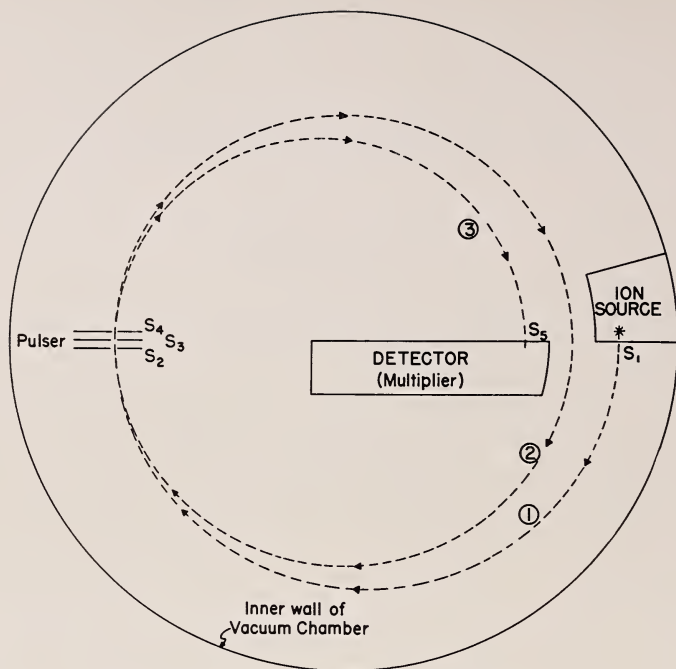 ③
ION
SOURCE
S₁
Pulser
S₄
S₃
S₂
S₅
DETECTOR
(Multiplier)
②
①
Inner wall of
Vacuum Chamber